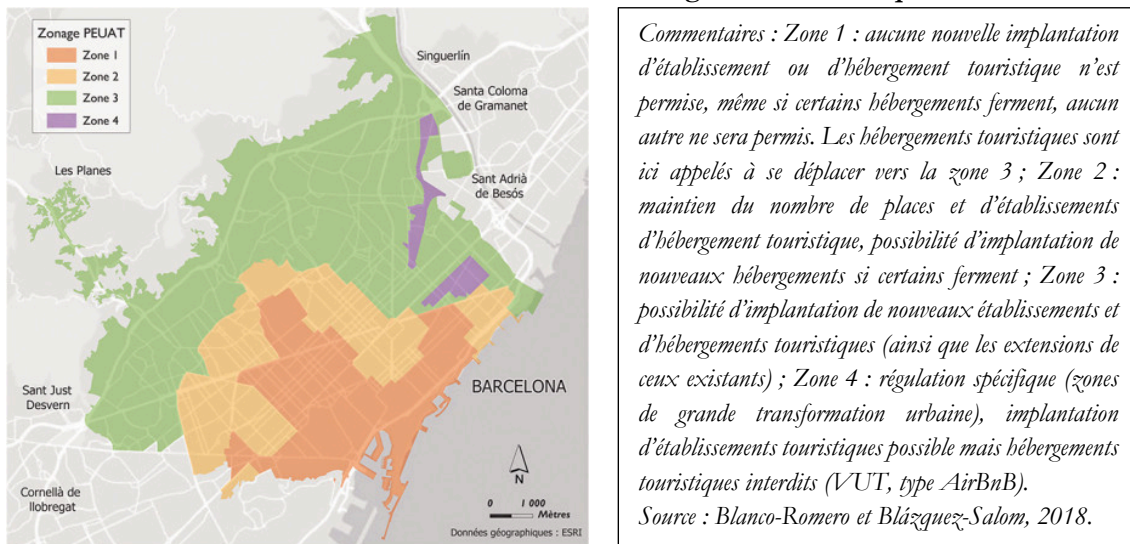 Zonage PEUAT
Zone 1
Zone 2
Zone 3
Zone 4
Singuerlín
Santa Coloma
de Gramanet
Les Planes
Sant Adrià
de Besós
Sant Just
Desvern
BARCELONA
Cornellà de
llobregat
N
0 1 000
Mètres
Données géographiques : ESRI
Commentaires : Zone 1 : aucune nouvelle implantation
d'établissement ou d'hébergement touristique n'est
permise, même si certains hébergements ferment, aucun
autre ne sera permis. Les hébergements touristiques sont
ici appelés à se déplacer vers la zone 3 ; Zone 2 :
maintien du nombre de places et d'établissements
d'hébergement touristique, possibilité d'implantation de
nouveaux hébergements si certains ferment ; Zone 3 :
possibilité d'implantation de nouveaux établissements et
d'hébergements touristiques (ainsi que les extensions de
ceux existants) ; Zone 4 : régulation spécifique (zones
de grande transformation urbaine), implantation
d'établissements touristiques possible mais hébergements
touristiques interdits (VUT, type AirBnB).
Source : Blanco-Romero et Blázquez-Salom, 2018.